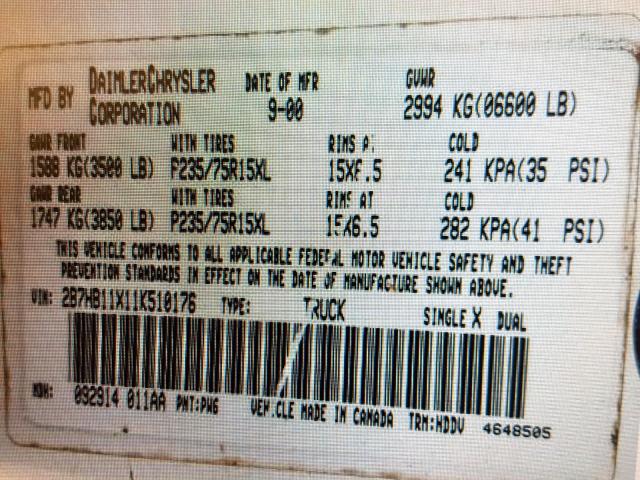 MFD BY DAIMLERCHRYSLER CORPORATION DATE OF MFR 9-00 GVWR 2994 KG(06600 LB)
GAWR FRONT WITH TIRES RIMS A. COLD
1588 KG(3500 LB) P235/75R15XL 15X6.5 241 KPA(35 PSI)
GAWR REAR WITH TIRES RIMS AT COLD
1747 KG(3850 LB) P235/75R15XL 15X6.5 282 KPA(41 PSI)
THIS VEHICLE CONFORMS TO ALL APPLICABLE FEDERAL MOTOR VEHICLE SAFETY AND THEFT
PREVENTION STANDARDS IN EFFECT ON THE DATE OF MANUFACTURE SHOWN ABOVE.
VIN: 2B7HB11X11K510176 TYPE: TRUCK SINGLE X DUAL
MDH: 092914 011AA PNT:PW6 VEHICLE MADE IN CANADA TRM:WDDV 4648505